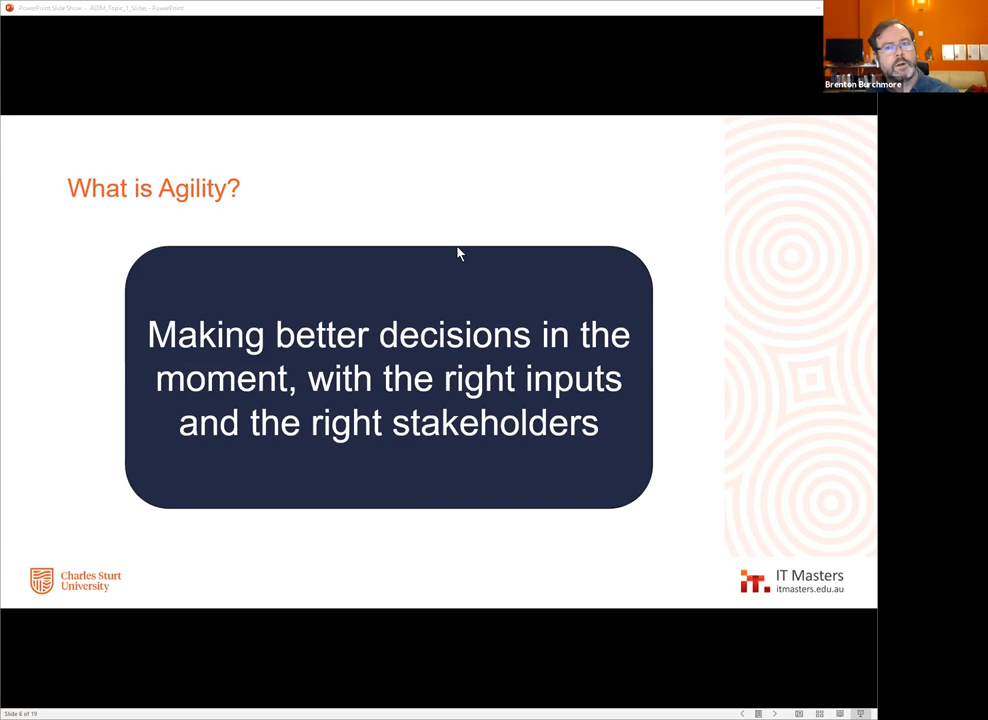 PowerPoint Slide Show - ADIM_Topic_1_Slides - PowerPoint
Brenton Burchmore
What is Agility?
Making better decisions in the
moment, with the right inputs
and the right stakeholders
Charles Sturt
University
iT.
IT Masters
itmasters.edu.au
Slide 6 of 19